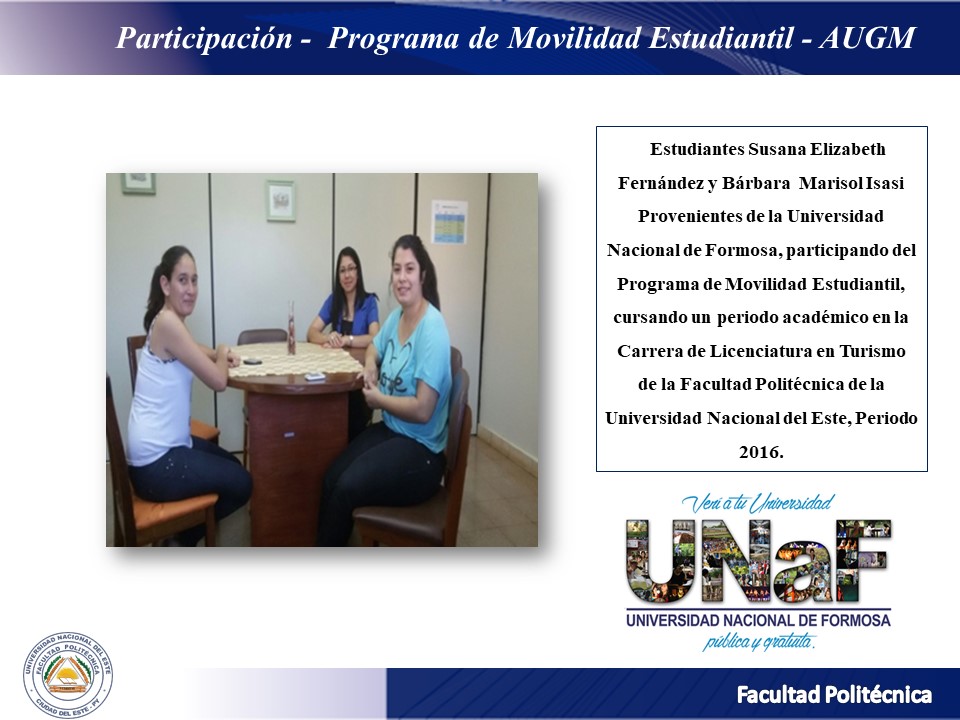 Participación - Programa de Movilidad Estudiantil - AUGM
Estudiantes Susana Elizabeth
Fernández y Bárbara Marisol Isasi
Provenientes de la Universidad
Nacional de Formosa, participando del
Programa de Movilidad Estudiantil,
cursando un periodo académico en la
Carrera de Licenciatura en Turismo
de la Facultad Politécnica de la
Universidad Nacional del Este, Periodo
2016.
Vení a tu Universidad
UNaF
UNIVERSIDAD NACIONAL DE FORMOSA
pública y gratuita.
UNIVERSIDAD NACIONAL DEL ESTE
FACULTAD POLITÉCNICA
CIUDAD DEL ESTE - PY
Facultad Politécnica